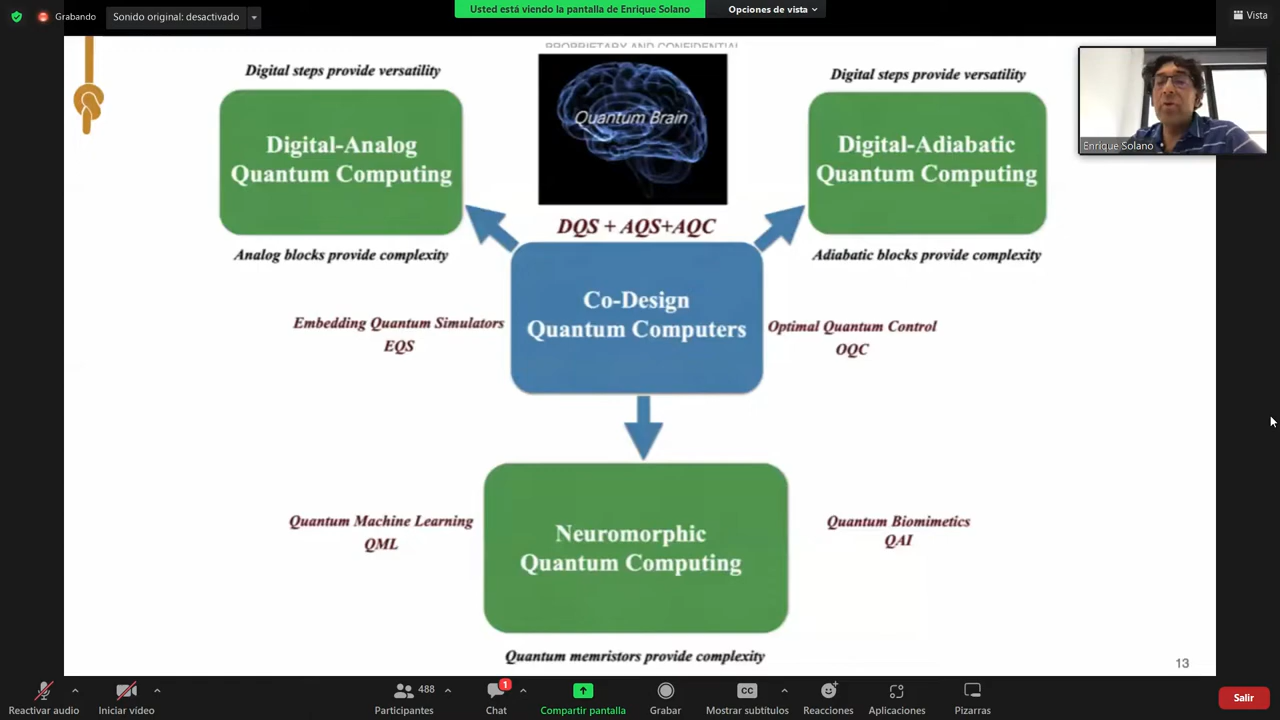 Grabando
Sonido original: desactivado
Usted está viendo la pantalla de Enrique Solano
Opciones de vista
Vista
PROPRIETARY AND CONFIDENTIAL
Digital steps provide versatility
Digital-Analog
Quantum Computing
Analog blocks provide complexity
Quantum Brain
DQS + AQS+AQC
Digital steps provide versatility
Digital-Adiabatic
Quantum Computing
Adiabatic blocks provide complexity
Enrique Solano
Embedding Quantum Simulators
EQS
Co-Design
Quantum Computers
Optimal Quantum Control
OQC
Quantum Machine Learning
QML
Neuromorphic
Quantum Computing
Quantum Biomimetics
QAI
Quantum memristors provide complexity
13
Reactivar audio
Iniciar video
488
Participantes
1
Chat
Compartir pantalla
Grabar
CC
Mostrar subtítulos
Reacciones
Aplicaciones
Pizarras
Salir